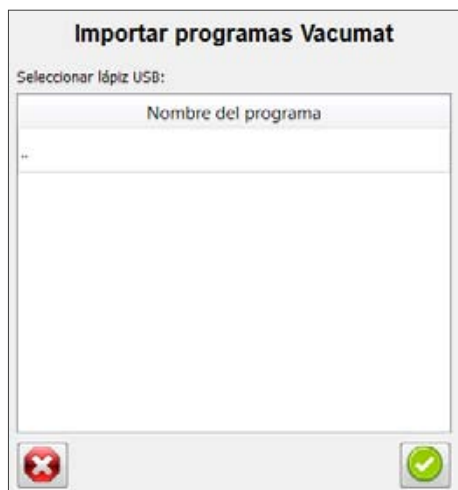 Importar programas Vacumat
Seleccionar lápiz USB:
Nombre del programa
..